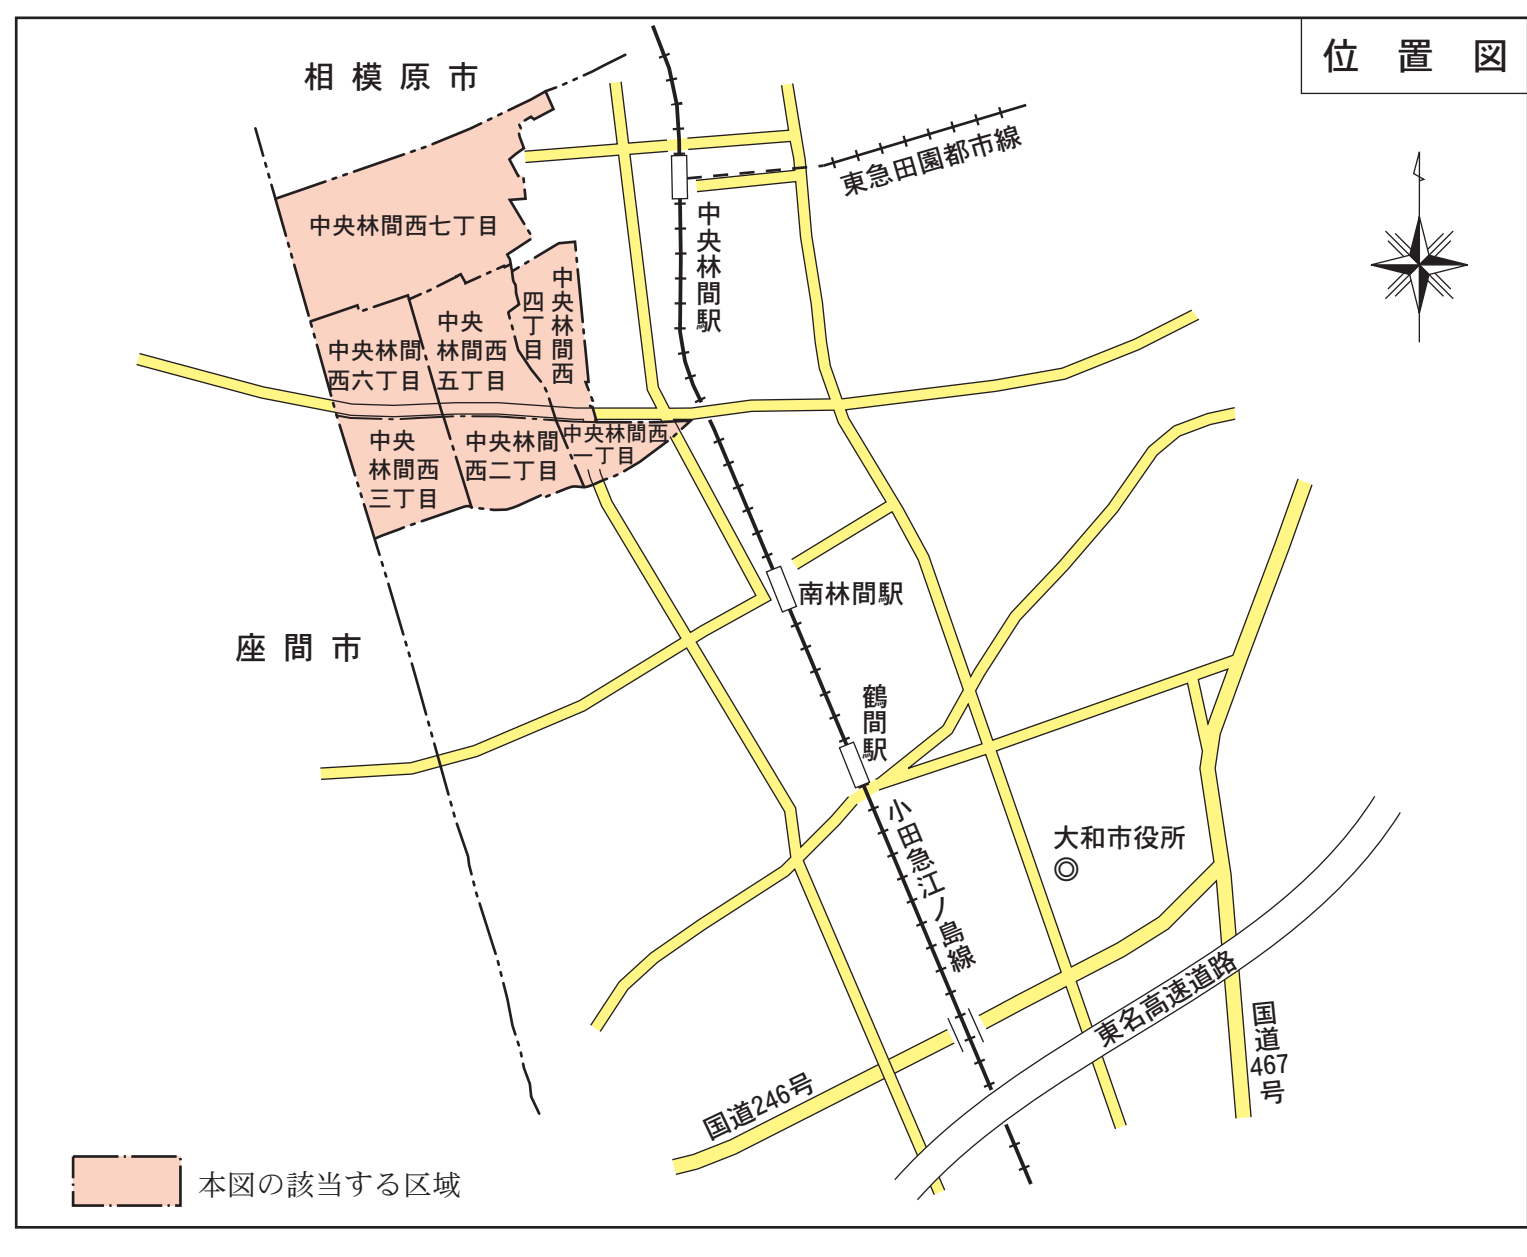 位置図
相模原市
東急田園都市線
中央林間駅
中央林間西七丁目
中央林間西
四丁目
中央
林間西
五丁目
中央林間
西六丁目
中央林間西
一丁目
中央林間
西二丁目
中央
林間西
三丁目
南林間駅
座間市
鶴間駅
小田急江ノ島線
大和市役所
東名高速道路
国道467号
国道246号
本図の該当する区域